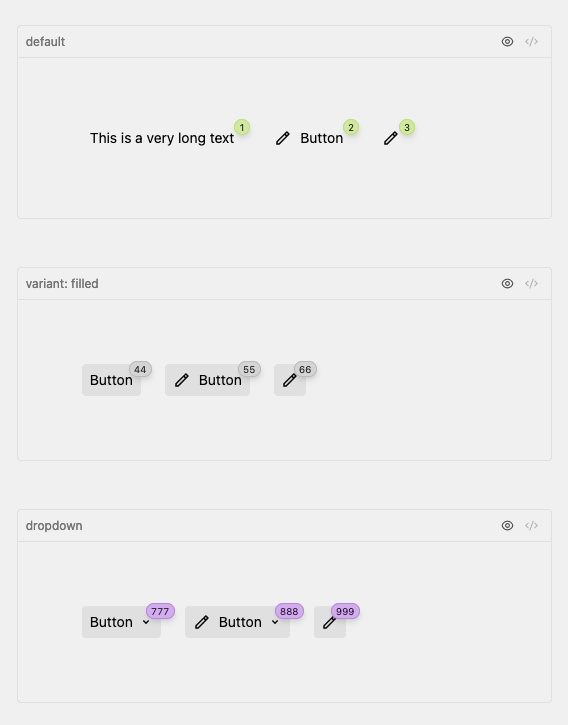 default
This is a very long text 1 Button 2 3
variant: filled
Button 44 Button 55 66
dropdown
Button 777 Button 888 999